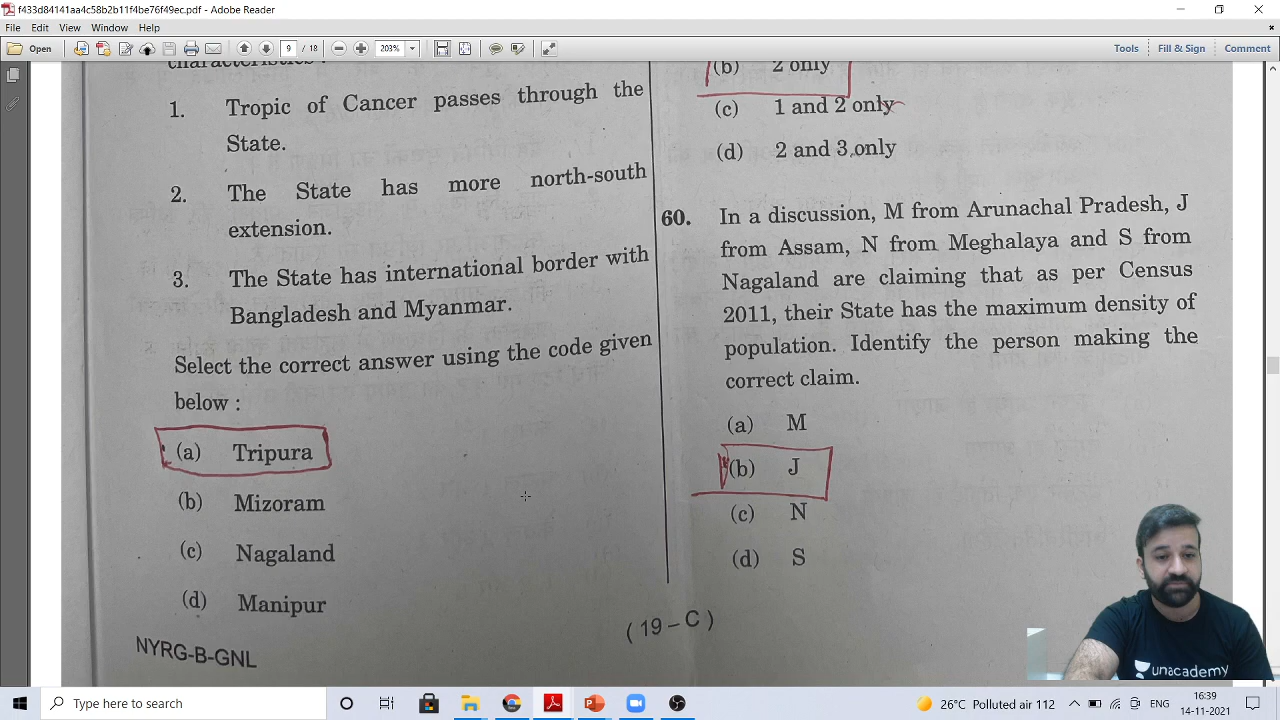 f433d84141aa4c58b2b11f4be76f49ec.pdf - Adobe Reader
File Edit View Window Help
Open 9 / 18 203% Tools Fill & Sign Comment
characteristics :
1. Tropic of Cancer passes through the
State.
2. The State has more north-south
extension.
3. The State has international border with
Bangladesh and Myanmar.
Select the correct answer using the code given
below :
(a) Tripura
(b) Mizoram
(c) Nagaland
(d) Manipur
NYRG-B-GNL
(b) 2 only
(c) 1 and 2 only
(d) 2 and 3 only
60. In a discussion, M from Arunachal Pradesh, J
from Assam, N from Meghalaya and S from
Nagaland are claiming that as per Census
2011, their State has the maximum density of
population. Identify the person making the
correct claim.
(a) M
(b) J
(c) N
(d) S
( 19 – C )
unacademy
Type here to search
26°C Polluted air 112 ENG
16:39
14-11-2021